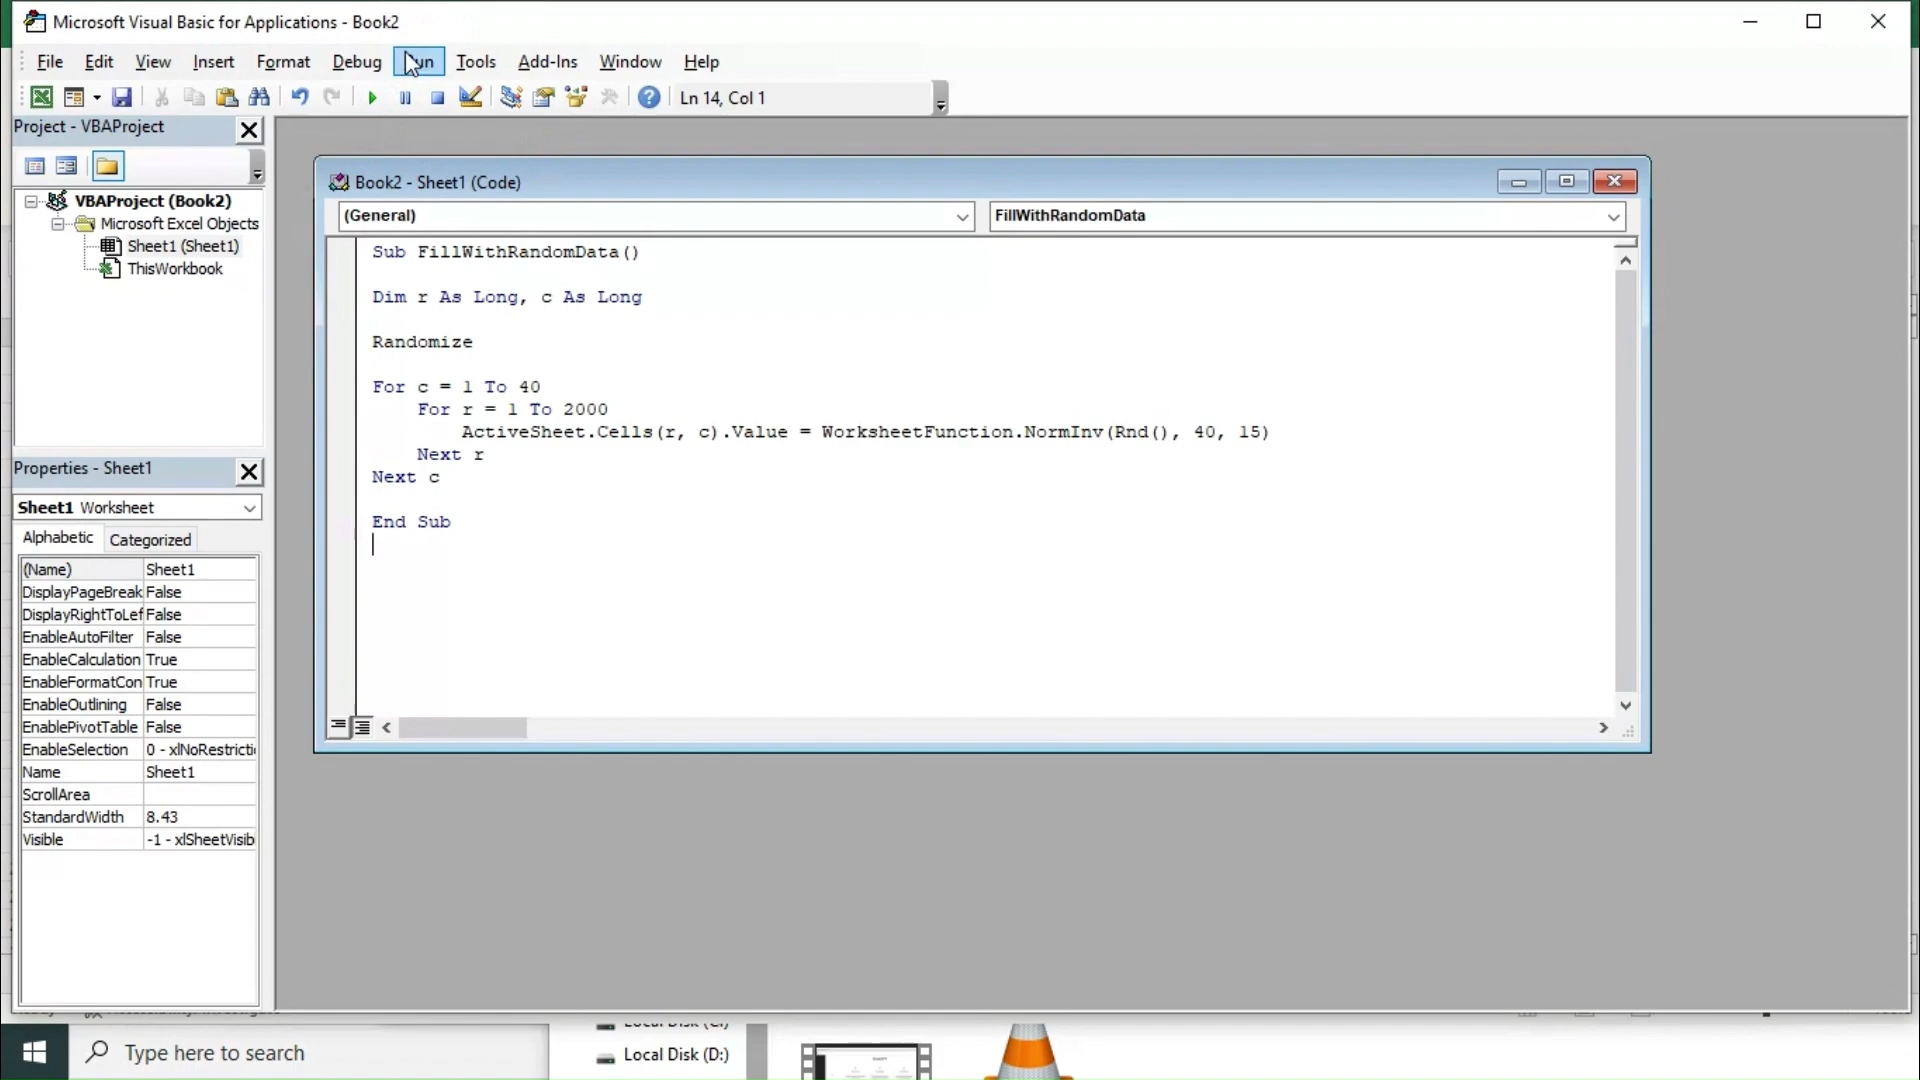 Microsoft Visual Basic for Applications - Book2
File Edit View Insert Format Debug Run Tools Add-Ins Window Help
Ln 14, Col 1
Project - VBAProject
VBAProject (Book2)
Microsoft Excel Objects
Sheet1 (Sheet1)
ThisWorkbook
Properties - Sheet1
Sheet1 Worksheet
Alphabetic Categorized
(Name) Sheet1
DisplayPageBreak False
DisplayRightToLef False
EnableAutoFilter False
EnableCalculation True
EnableFormatCon True
EnableOutlining False
EnablePivotTable False
EnableSelection 0 - xlNoRestricti
Name Sheet1
ScrollArea
StandardWidth 8.43
Visible -1 - xlSheetVisib
Book2 - Sheet1 (Code)
(General) FillWithRandomData
Sub FillWithRandomData()
Dim r As Long, c As Long
Randomize
For c = 1 To 40
For r = 1 To 2000
ActiveSheet.Cells(r, c).Value = WorksheetFunction.NormInv(Rnd(), 40, 15)
Next r
Next c
End Sub
Type here to search
Local Disk (C:)
Local Disk (D:)